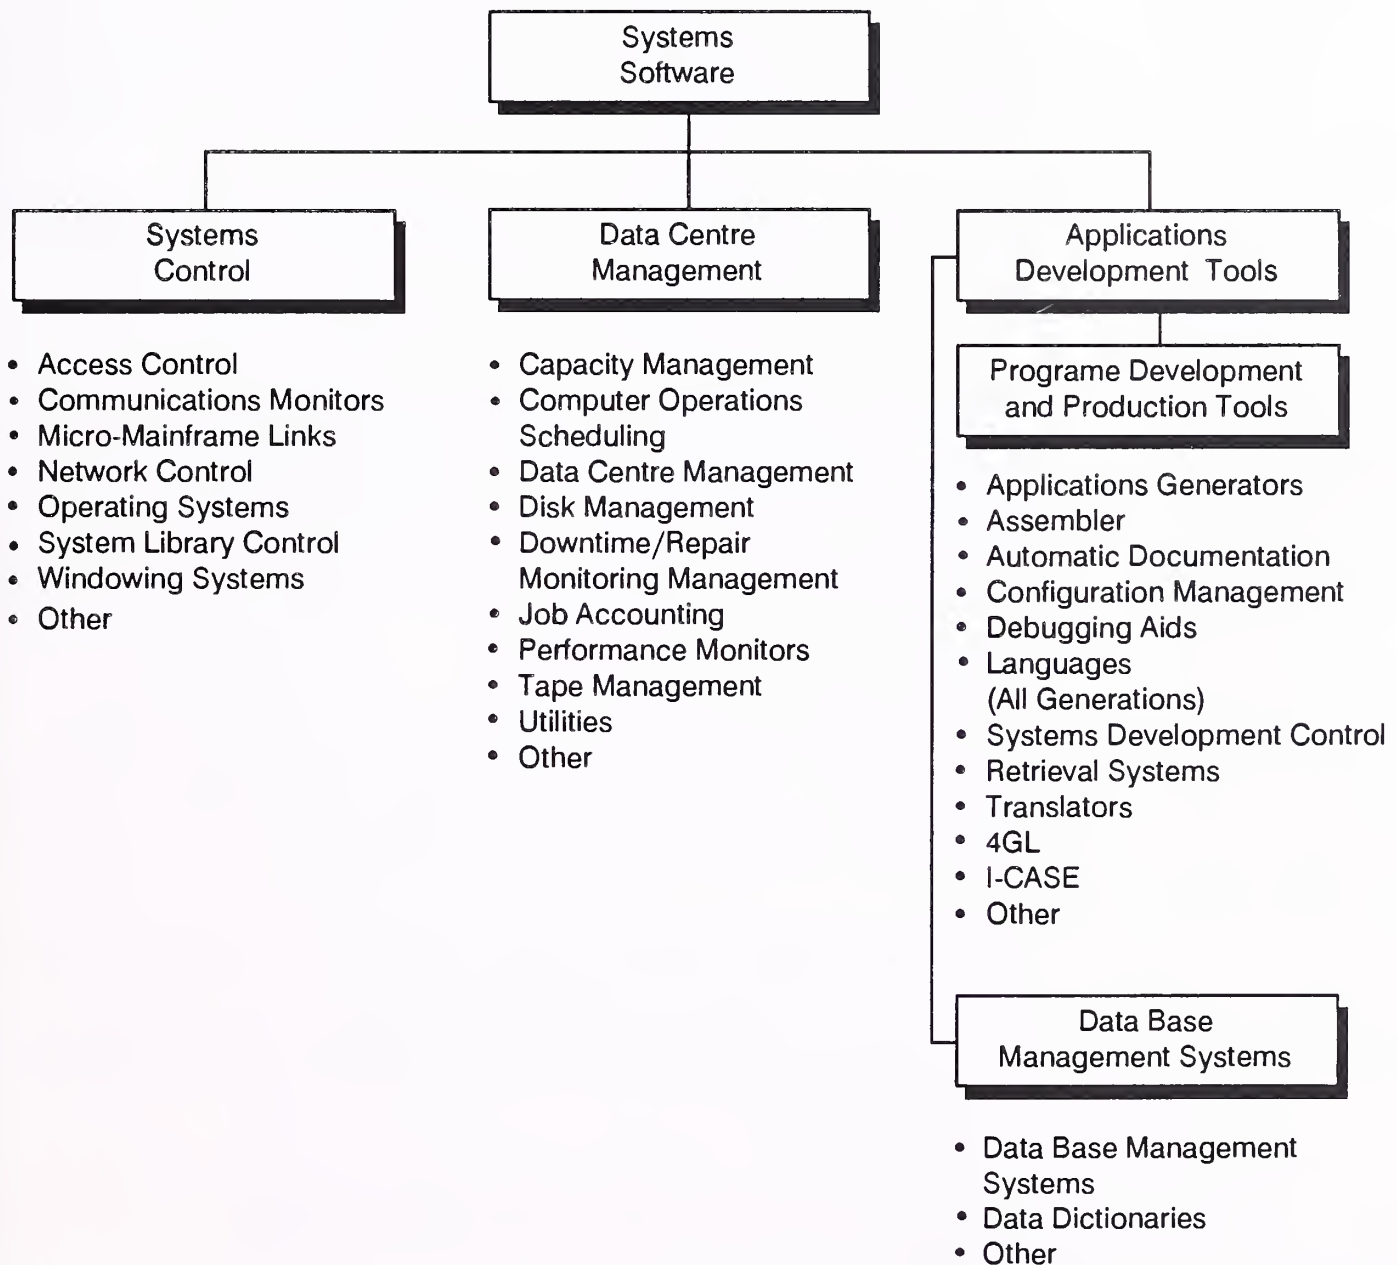 Systems
Software
Systems
Control
• Access Control
• Communications Monitors
• Micro-Mainframe Links
• Network Control
• Operating Systems
• System Library Control
• Windowing Systems
• Other
Data Centre
Management
• Capacity Management
• Computer Operations
Scheduling
• Data Centre Management
• Disk Management
• Downtime/Repair
Monitoring Management
• Job Accounting
• Performance Monitors
• Tape Management
• Utilities
• Other
Applications
Development Tools
Programe Development
and Production Tools
• Applications Generators
• Assembler
• Automatic Documentation
• Configuration Management
• Debugging Aids
• Languages
(All Generations)
• Systems Development Control
• Retrieval Systems
• Translators
• 4GL
• I-CASE
• Other
Data Base
Management Systems
• Data Base Management
Systems
• Data Dictionaries
• Other